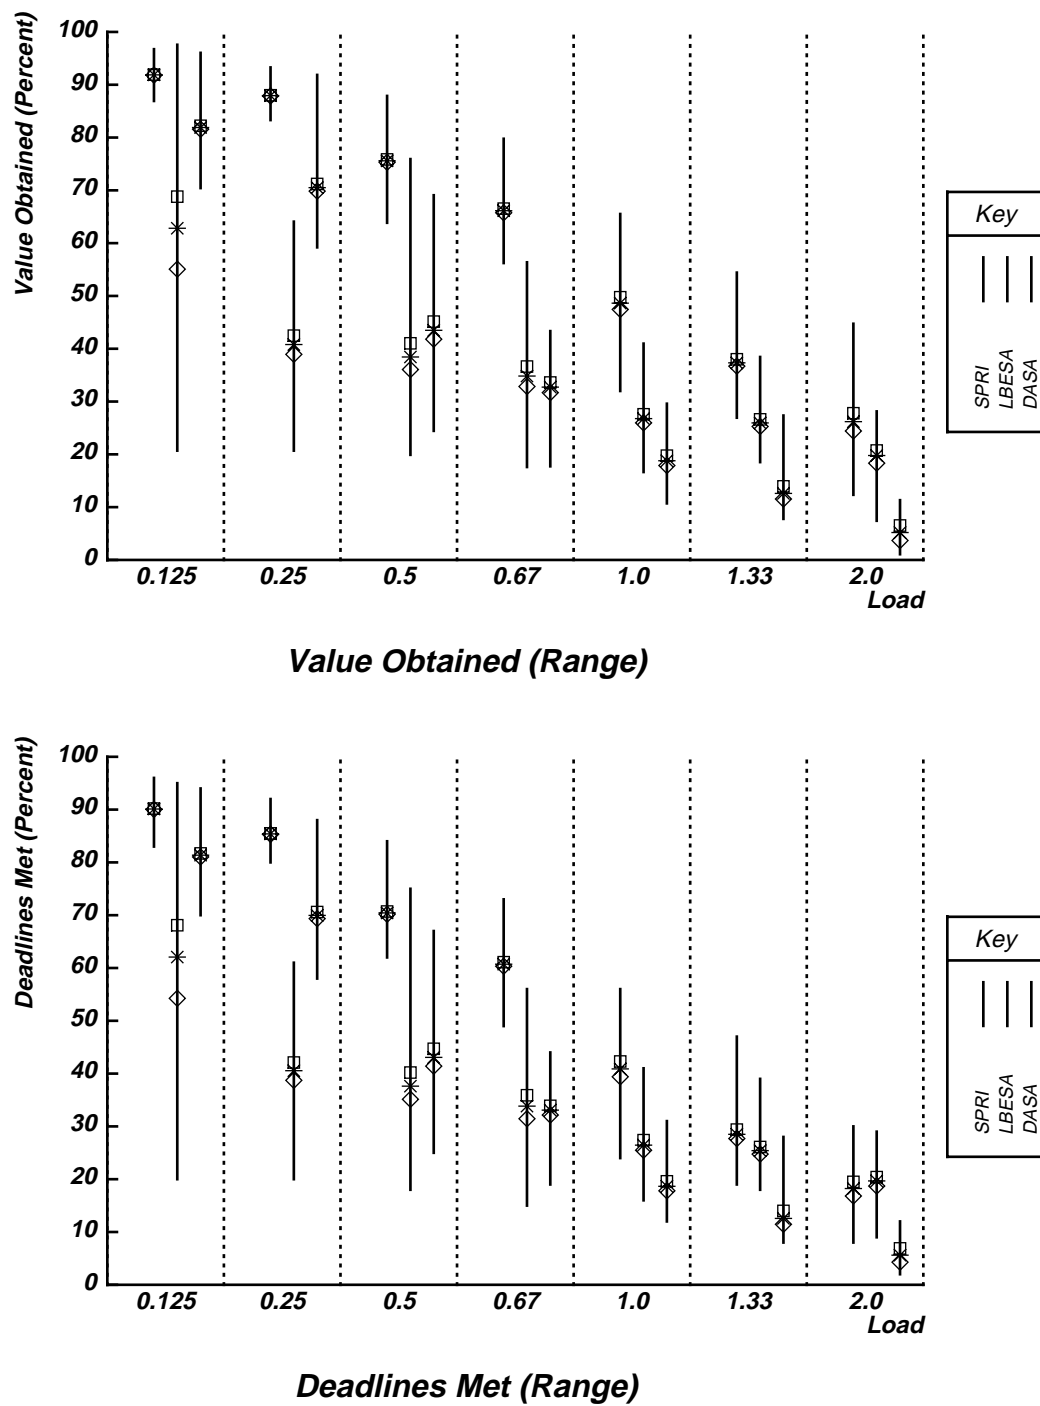 Value Obtained (Percent)
100
90
80
70
60
50
40
30
20
10
0
0.125 0.25 0.5 0.67 1.0 1.33 2.0
Load
Key
SPRI
LBESA
DASA
Value Obtained (Range)
Deadlines Met (Percent)
100
90
80
70
60
50
40
30
20
10
0
0.125 0.25 0.5 0.67 1.0 1.33 2.0
Load
Key
SPRI
LBESA
DASA
Deadlines Met (Range)